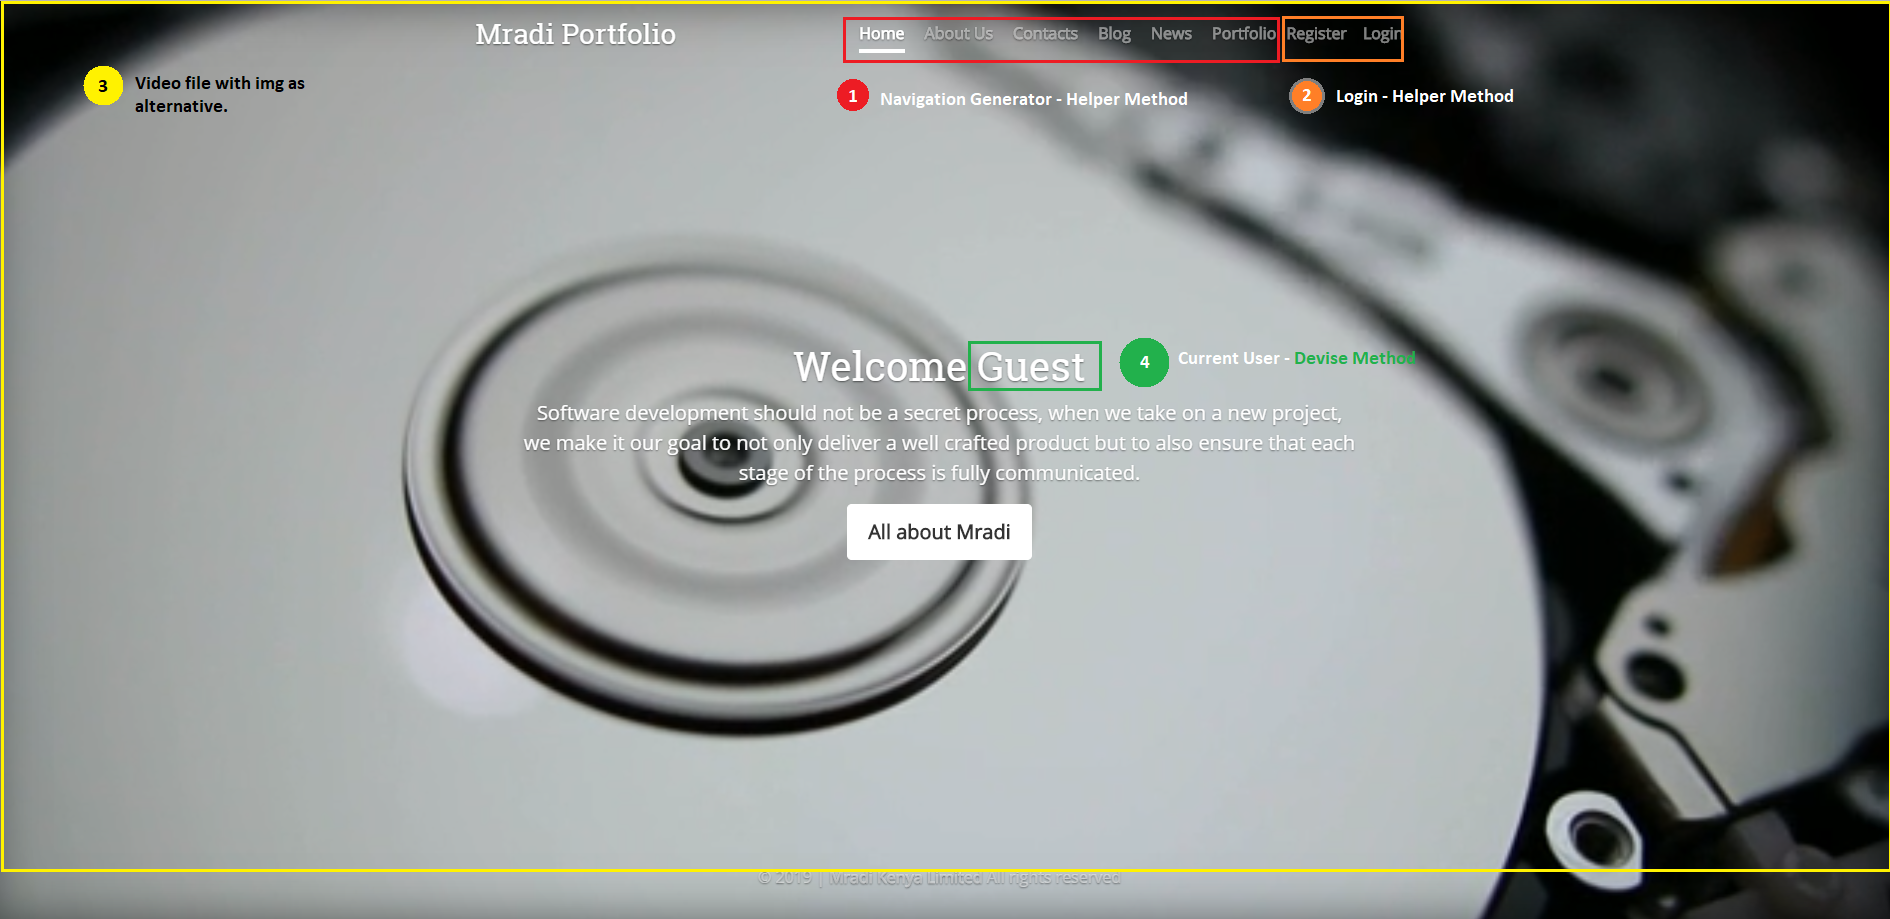 Mradi Portfolio
Home About Us Contacts Blog News Portfolio Register Login
3 Video file with img as
alternative.
1 Navigation Generator - Helper Method
2 Login - Helper Method
Welcome Guest
4 Current User - Devise Method
Software development should not be a secret process, when we take on a new project,
we make it our goal to not only deliver a well crafted product but to also ensure that each
stage of the process is fully communicated.
All about Mradi
© 2019 | Mradi Kenya Limited All rights reserved